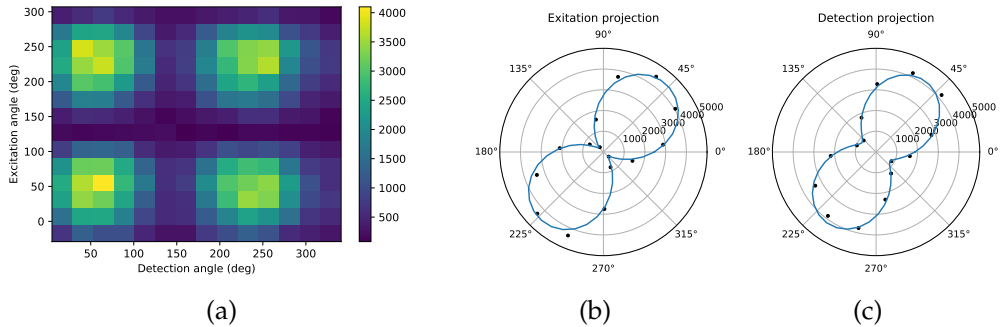 300
250
200
150
100
50
0
Excitation angle (deg)
50 100 150 200 250 300
Detection angle (deg)
4000
3500
3000
2500
2000
1500
1000
500
(a)
Exitation projection
90°
135° 45°
180° 0°
1000 2000 3000 4000 5000
225° 315°
270°
(b)
Detection projection
90°
135° 45°
180° 0°
1000 2000 3000 4000 5000
225° 315°
270°
(c)